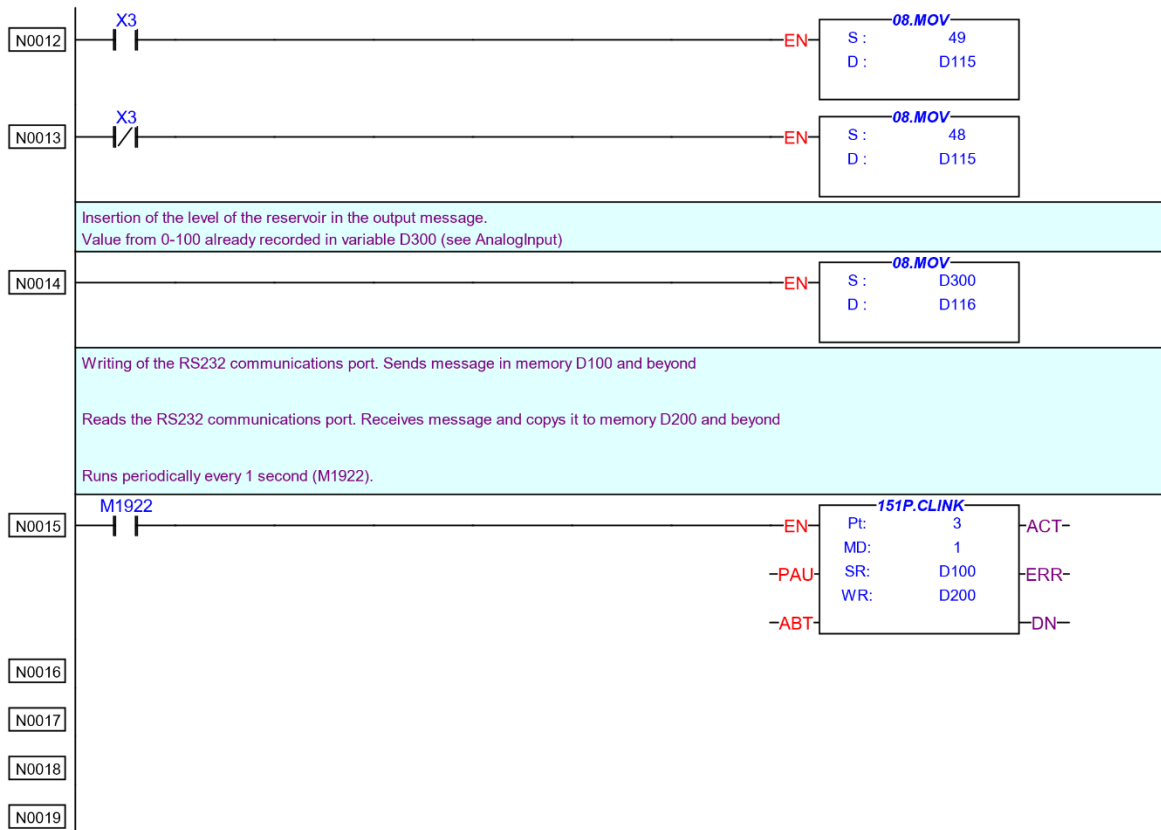 X3
N0012
EN
08.MOV
S : 49
D : D115
X3
N0013
EN
08.MOV
S : 48
D : D115
Insertion of the level of the reservoir in the output message.
Value from 0-100 already recorded in variable D300 (see AnalogInput)
N0014
EN
08.MOV
S : D300
D : D116
Writing of the RS232 communications port. Sends message in memory D100 and beyond
Reads the RS232 communications port. Receives message and copys it to memory D200 and beyond
Runs periodically every 1 second (M1922).
M1922
N0015
151P.CLINK
EN Pt: 3 ACT
MD: 1
PAU SR: D100 ERR
WR: D200
ABT DN
N0016
N0017
N0018
N0019